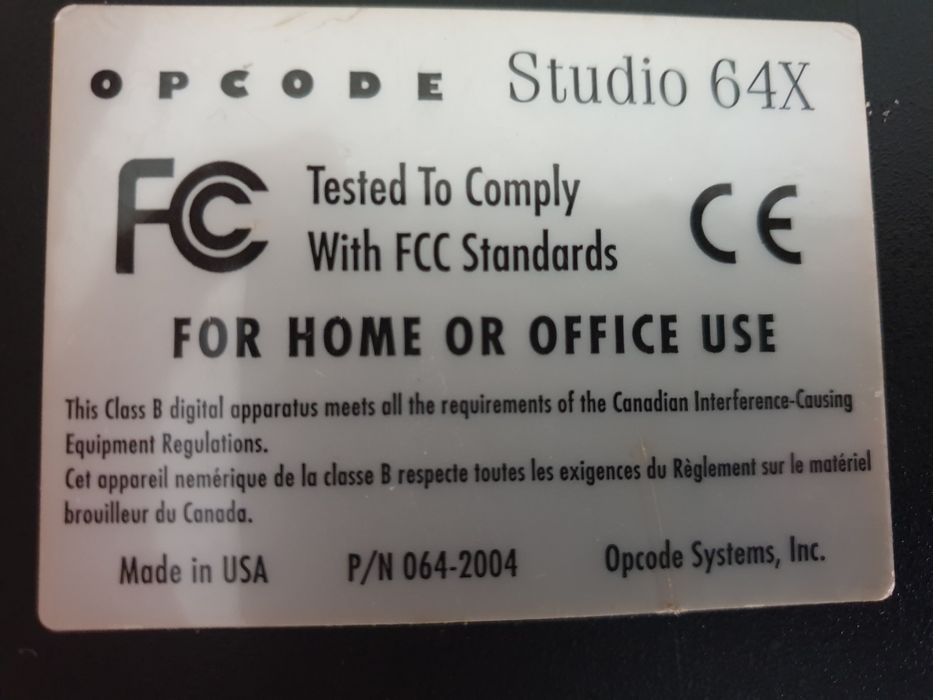 OPCODE Studio 64X
FC Tested To Comply
With FCC Standards CE
FOR HOME OR OFFICE USE
This Class B digital apparatus meets all the requirements of the Canadian Interference-Causing
Equipment Regulations.
Cet appareil nemérique de la classe B respecte toutes les exigences du Règlement sur le matériel
brouilleur du Canada.
Made in USA P/N 064-2004 Opcode Systems, Inc.